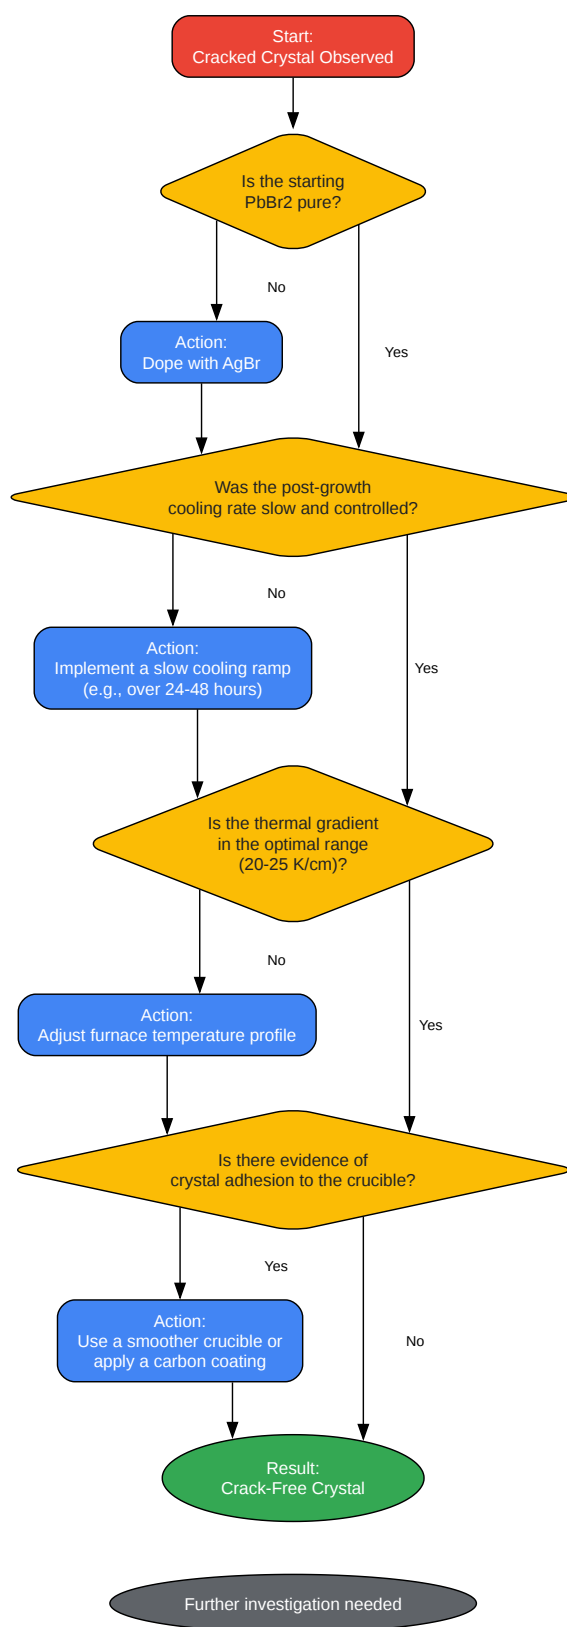 Start:
Cracked Crystal Observed
Is the starting
PbBr2 pure?
No
Action:
Dope with AgBr
Yes
Was the post-growth
cooling rate slow and controlled?
No
Action:
Implement a slow cooling ramp
(e.g., over 24-48 hours)
Yes
Is the thermal gradient
in the optimal range
(20-25 K/cm)?
No
Action:
Adjust furnace temperature profile
Yes
Is there evidence of
crystal adhesion to the crucible?
Yes
Action:
Use a smoother crucible or
apply a carbon coating
No
Result:
Crack-Free Crystal
Further investigation needed